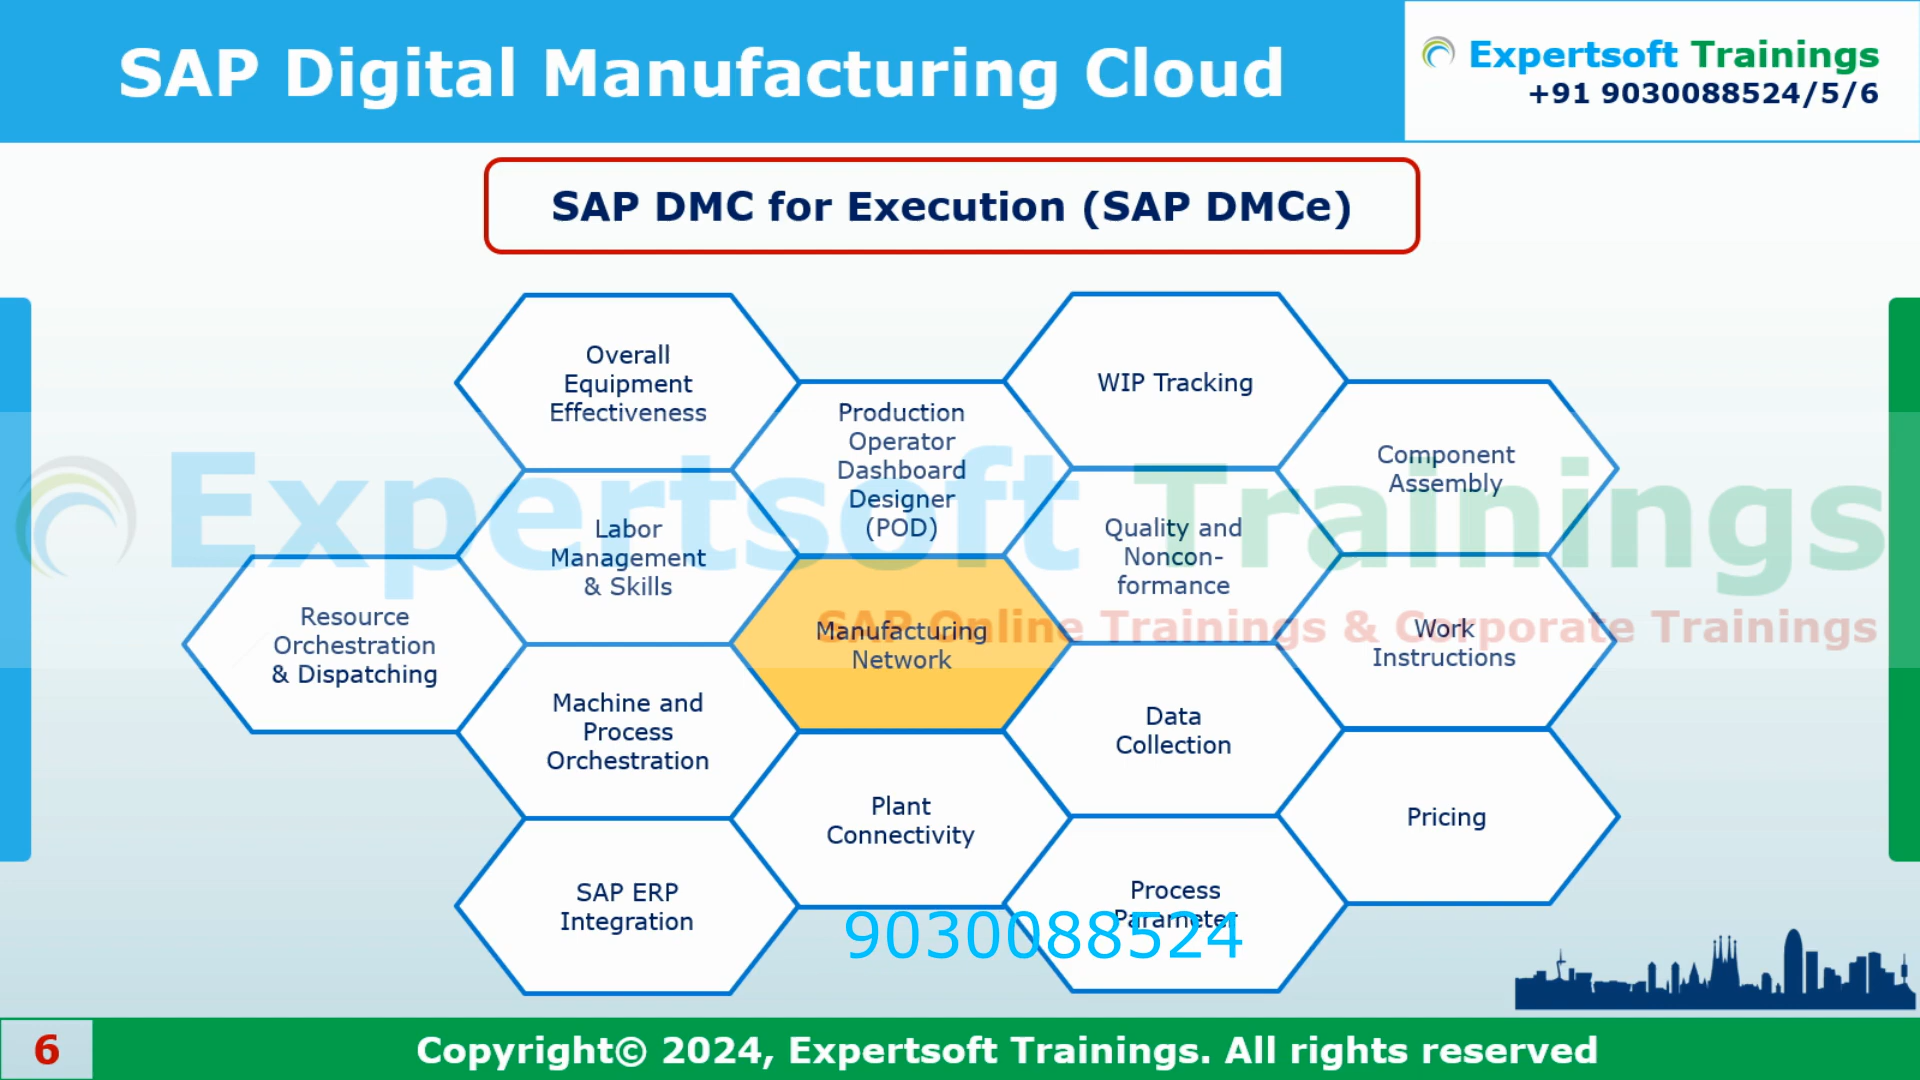 SAP Digital Manufacturing Cloud
Expertsoft Trainings
+91 9030088524/5/6
SAP DMC for Execution (SAP DMCe)
Overall
Equipment
Effectiveness
WIP Tracking
Production
Operator
Dashboard
Designer
(POD)
Component
Assembly
Labor
Management
& Skills
Quality and
Noncon-
formance
Expertsoft Trainings
SAP Online Trainings & Corporate Trainings
Resource
Orchestration
& Dispatching
Manufacturing
Network
Work
Instructions
Machine and
Process
Orchestration
Data
Collection
Plant
Connectivity
Pricing
SAP ERP
Integration
Process
Parameter
9030088524
6
Copyright© 2024, Expertsoft Trainings. All rights reserved